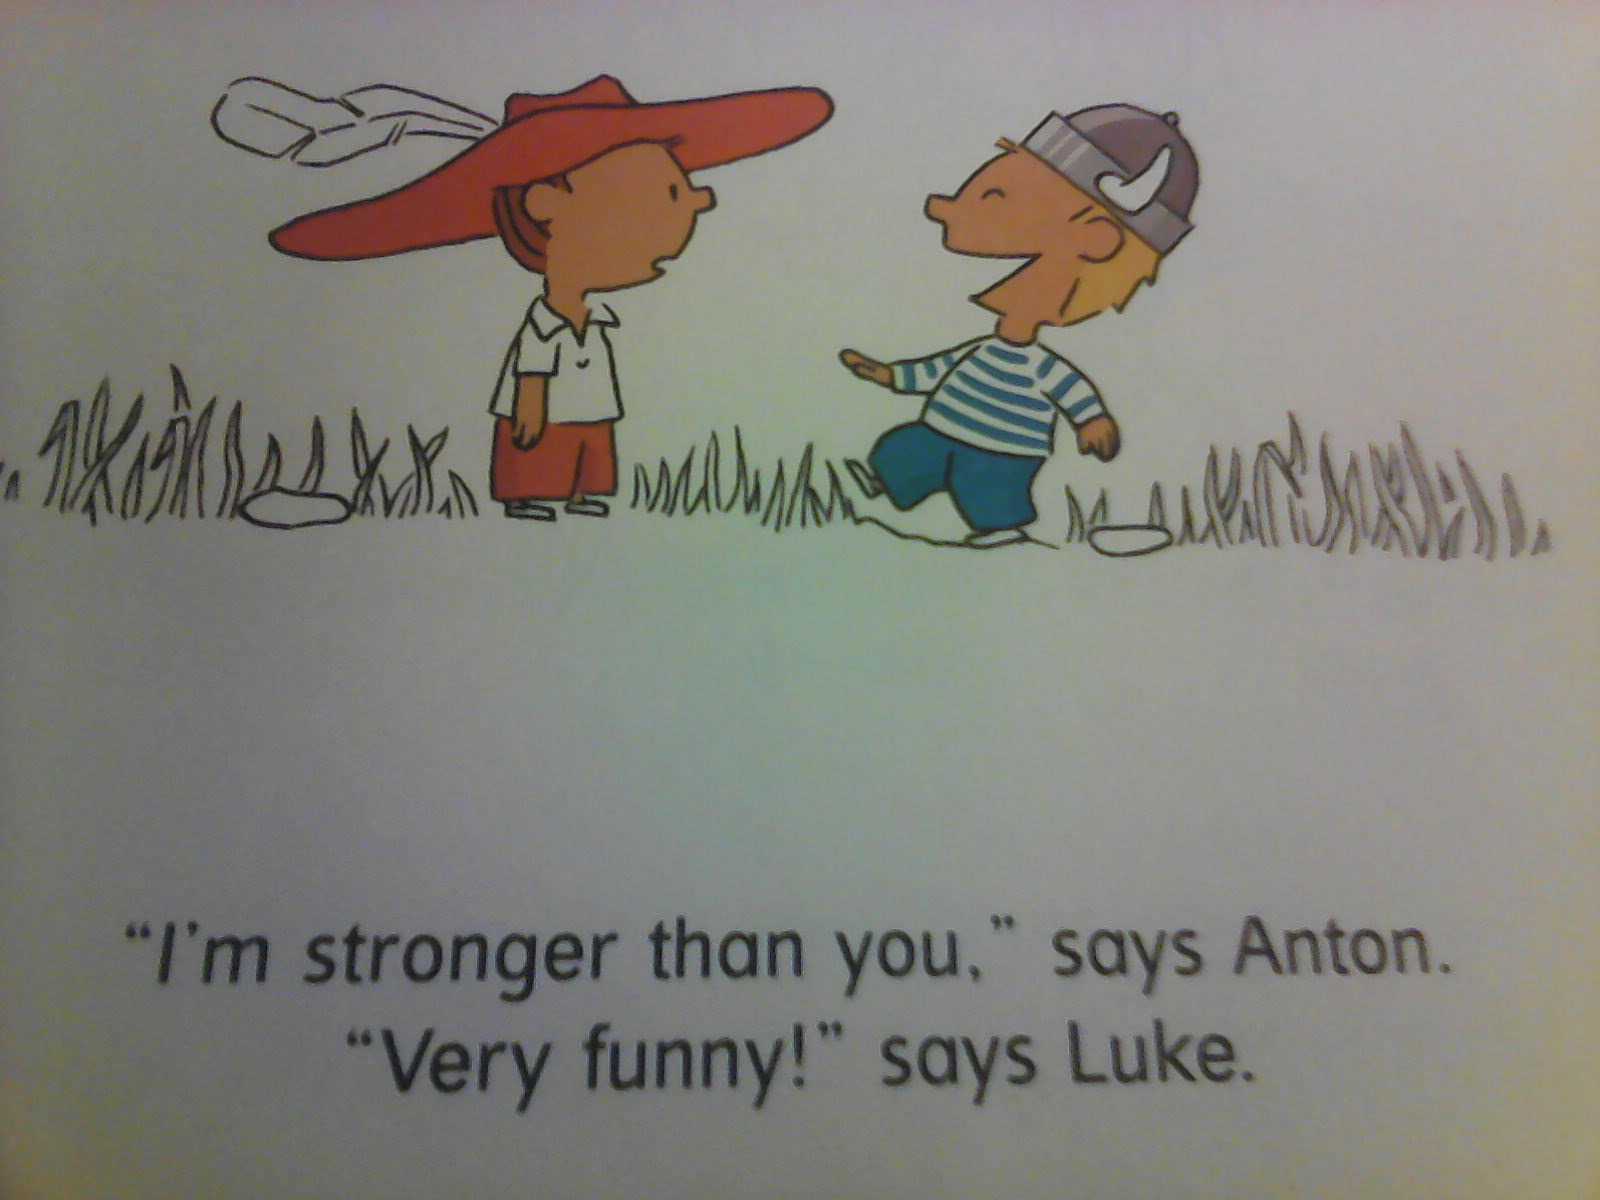 “I’m stronger than you,” says Anton.
“Very funny!” says Luke.